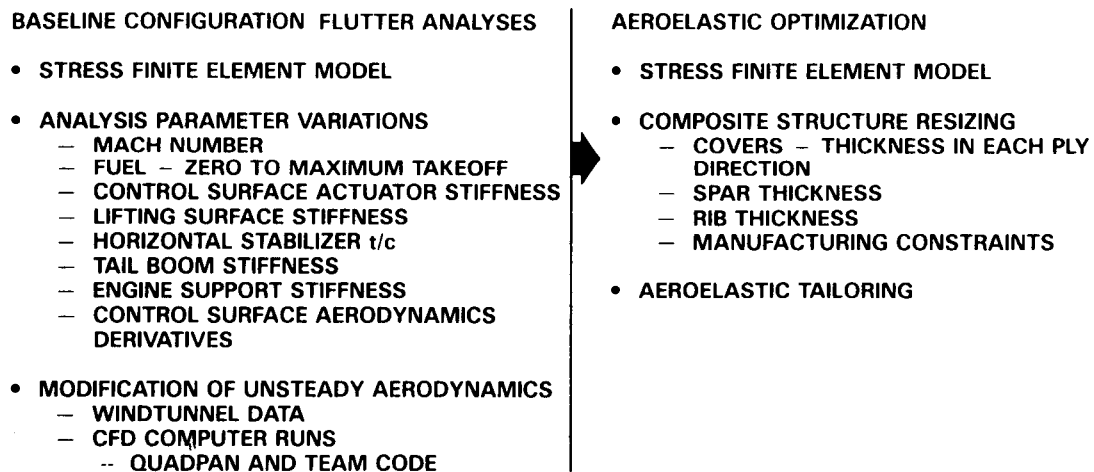 BASELINE CONFIGURATION FLUTTER ANALYSES
• STRESS FINITE ELEMENT MODEL
• ANALYSIS PARAMETER VARIATIONS
— MACH NUMBER
— FUEL – ZERO TO MAXIMUM TAKEOFF
— CONTROL SURFACE ACTUATOR STIFFNESS
— LIFTING SURFACE STIFFNESS
— HORIZONTAL STABILIZER t/c
— TAIL BOOM STIFFNESS
— ENGINE SUPPORT STIFFNESS
— CONTROL SURFACE AERODYNAMICS
DERIVATIVES
• MODIFICATION OF UNSTEADY AERODYNAMICS
— WINDTUNNEL DATA
— CFD COMPUTER RUNS
-- QUADPAN AND TEAM CODE
AEROELASTIC OPTIMIZATION
• STRESS FINITE ELEMENT MODEL
• COMPOSITE STRUCTURE RESIZING
— COVERS – THICKNESS IN EACH PLY
DIRECTION
— SPAR THICKNESS
— RIB THICKNESS
— MANUFACTURING CONSTRAINTS
• AEROELASTIC TAILORING